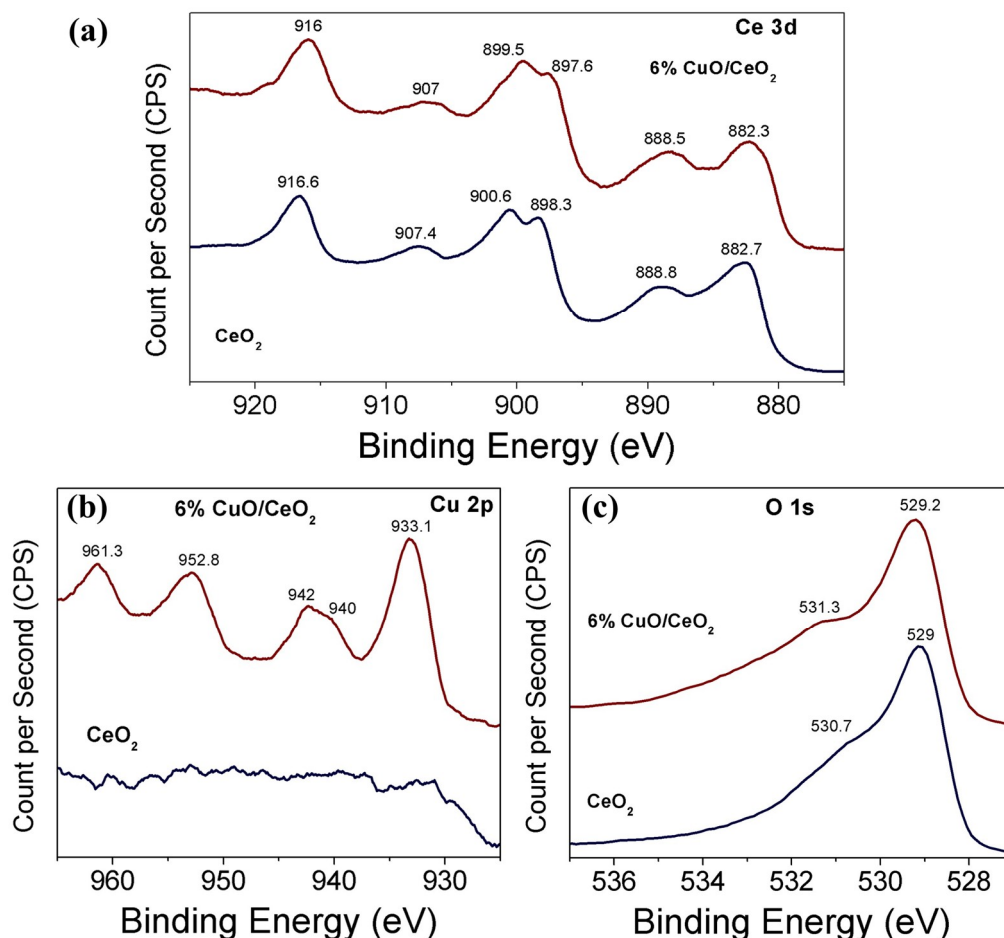 (a)
Ce 3d
916
907
899.5
897.6
6% CuO/CeO₂
888.5
882.3
916.6
907.4
900.6
898.3
888.8
882.7
CeO₂
Count per Second (CPS)
920 910 900 890 880
Binding Energy (eV)
(b)
6% CuO/CeO₂
Cu 2p
961.3
952.8
942
940
933.1
CeO₂
Count per Second (CPS)
960 950 940 930
Binding Energy (eV)
(c)
O 1s
529.2
531.3
6% CuO/CeO₂
529
530.7
CeO₂
Count per Second (CPS)
536 534 532 530 528
Binding Energy (eV)